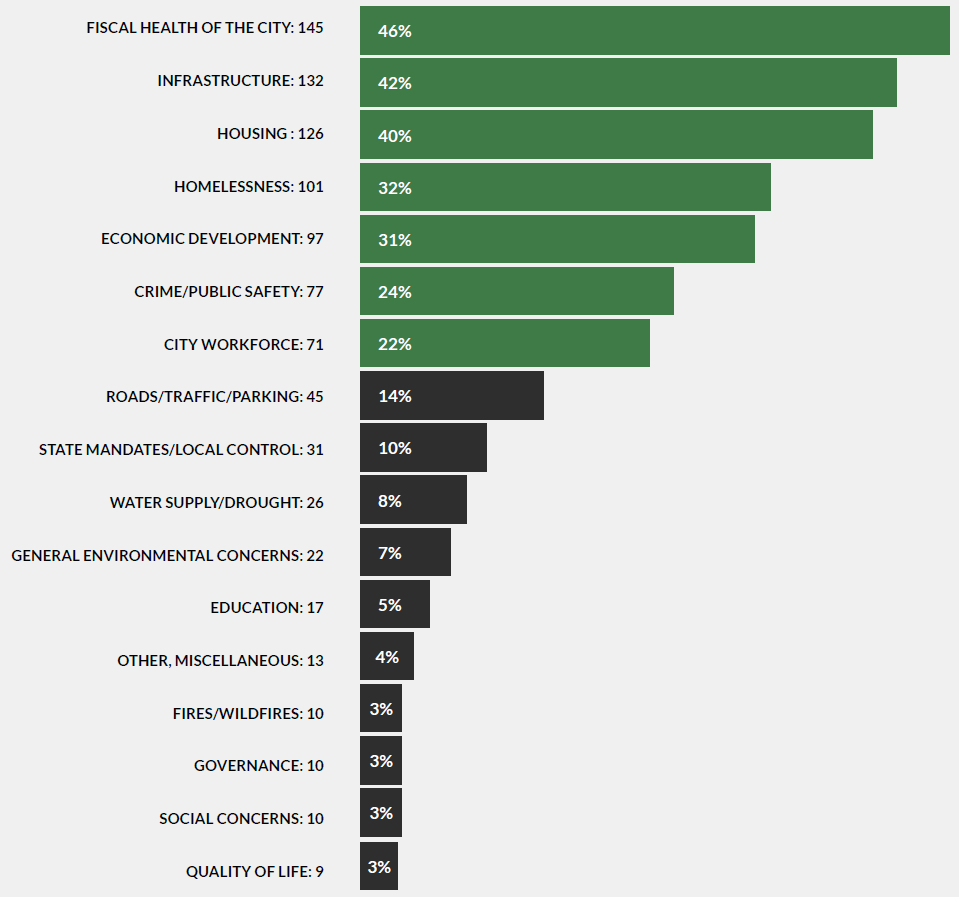 FISCAL HEALTH OF THE CITY: 145 46%
INFRASTRUCTURE: 132 42%
HOUSING : 126 40%
HOMELESSNESS: 101 32%
ECONOMIC DEVELOPMENT: 97 31%
CRIME/PUBLIC SAFETY: 77 24%
CITY WORKFORCE: 71 22%
ROADS/TRAFFIC/PARKING: 45 14%
STATE MANDATES/LOCAL CONTROL: 31 10%
WATER SUPPLY/DROUGHT: 26 8%
GENERAL ENVIRONMENTAL CONCERNS: 22 7%
EDUCATION: 17 5%
OTHER, MISCELLANEOUS: 13 4%
FIRES/WILDFIRES: 10 3%
GOVERNANCE: 10 3%
SOCIAL CONCERNS: 10 3%
QUALITY OF LIFE: 9 3%